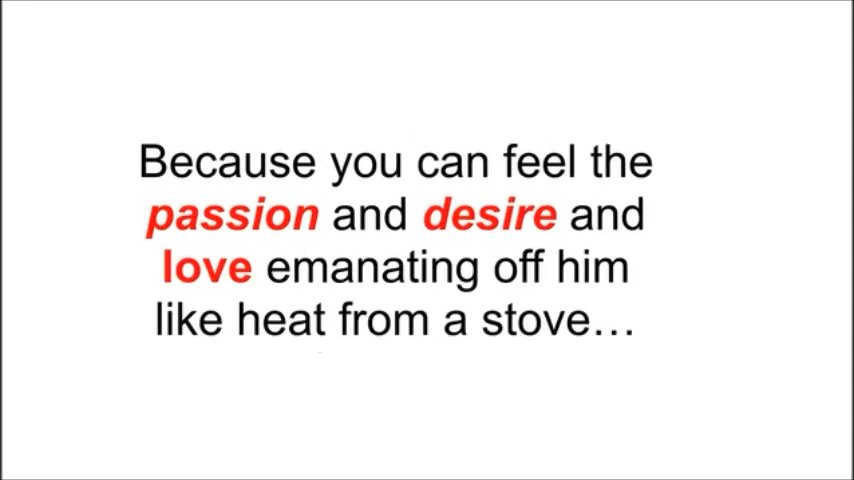 Because you can feel the
passion and desire and
love emanating off him
like heat from a stove…